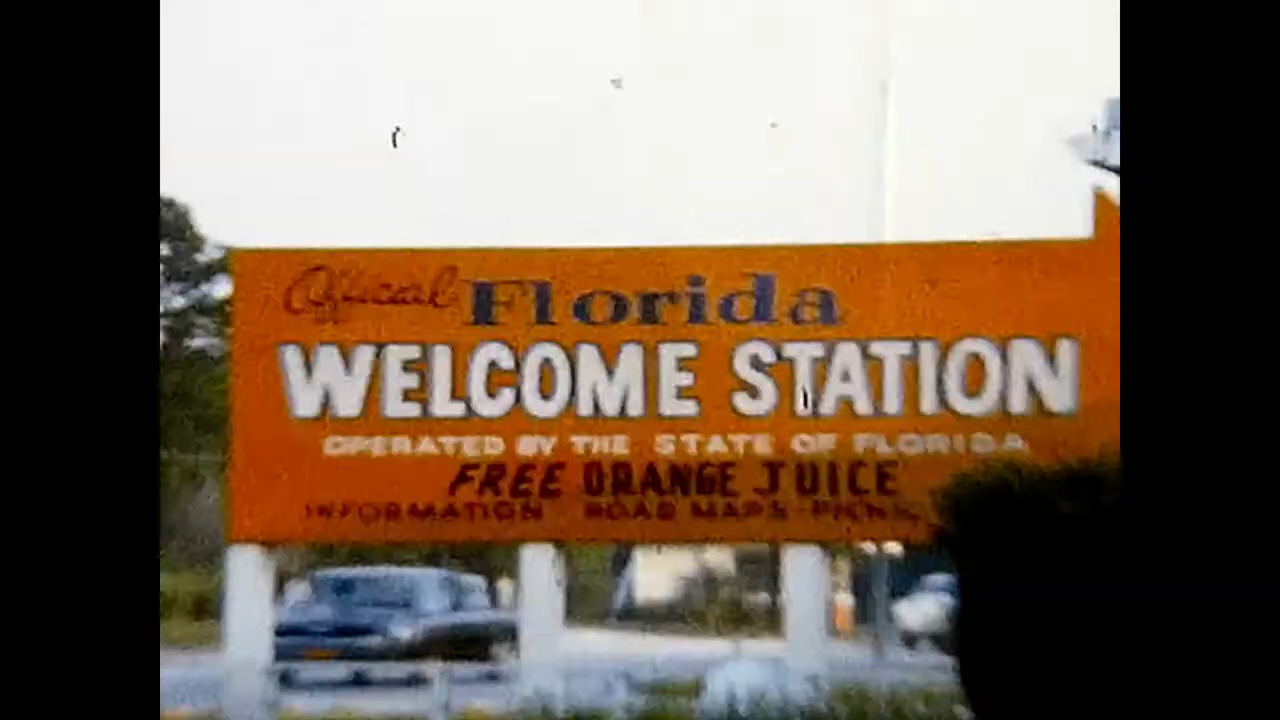 Official Florida
WELCOME STATION
OPERATED BY THE STATE OF FLORIDA
FREE ORANGE JUICE
INFORMATION ROAD MAPS